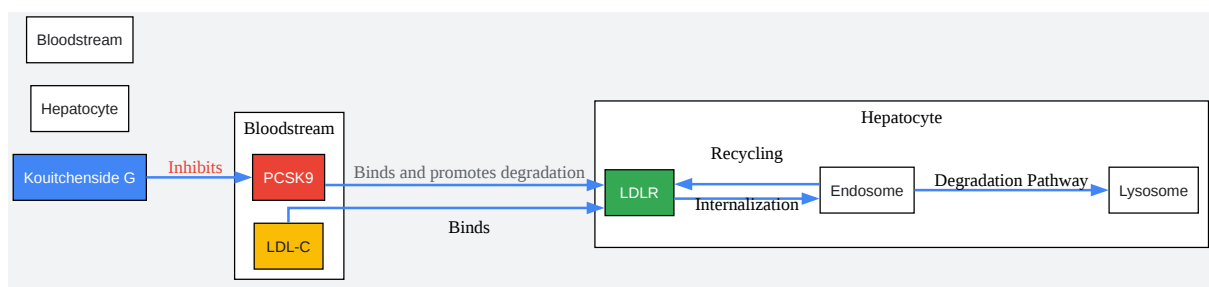 Bloodstream
Hepatocyte
Kouitchenside G
Inhibits
Bloodstream
PCSK9
LDL-C
Binds and promotes degradation
Binds
Hepatocyte
LDLR
Recycling
Internalization
Endosome
Degradation Pathway
Lysosome